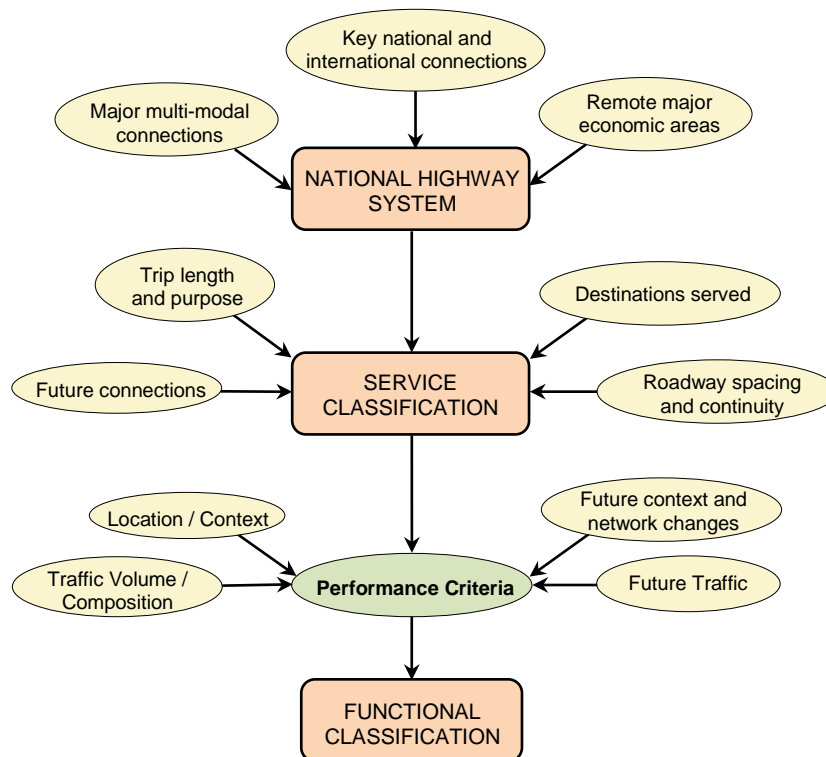 Key national and
international connections
Major multi-modal
connections
Remote major
economic areas
NATIONAL HIGHWAY
SYSTEM
Trip length
and purpose
Destinations served
Future connections
SERVICE
CLASSIFICATION
Roadway spacing
and continuity
Location / Context
Future context and
network changes
Traffic Volume /
Composition
Performance Criteria
Future Traffic
FUNCTIONAL
CLASSIFICATION